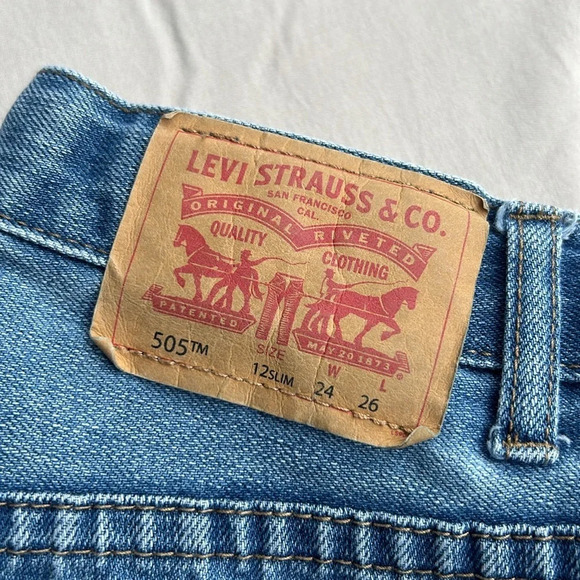 LEVI STRAUSS & CO.
SAN FRANCISCO
CAL.
ORIGINAL RIVETED
QUALITY CLOTHING
PATENTED MAY 20 1873
SIZE W L
505™ 12SLIM 24 26